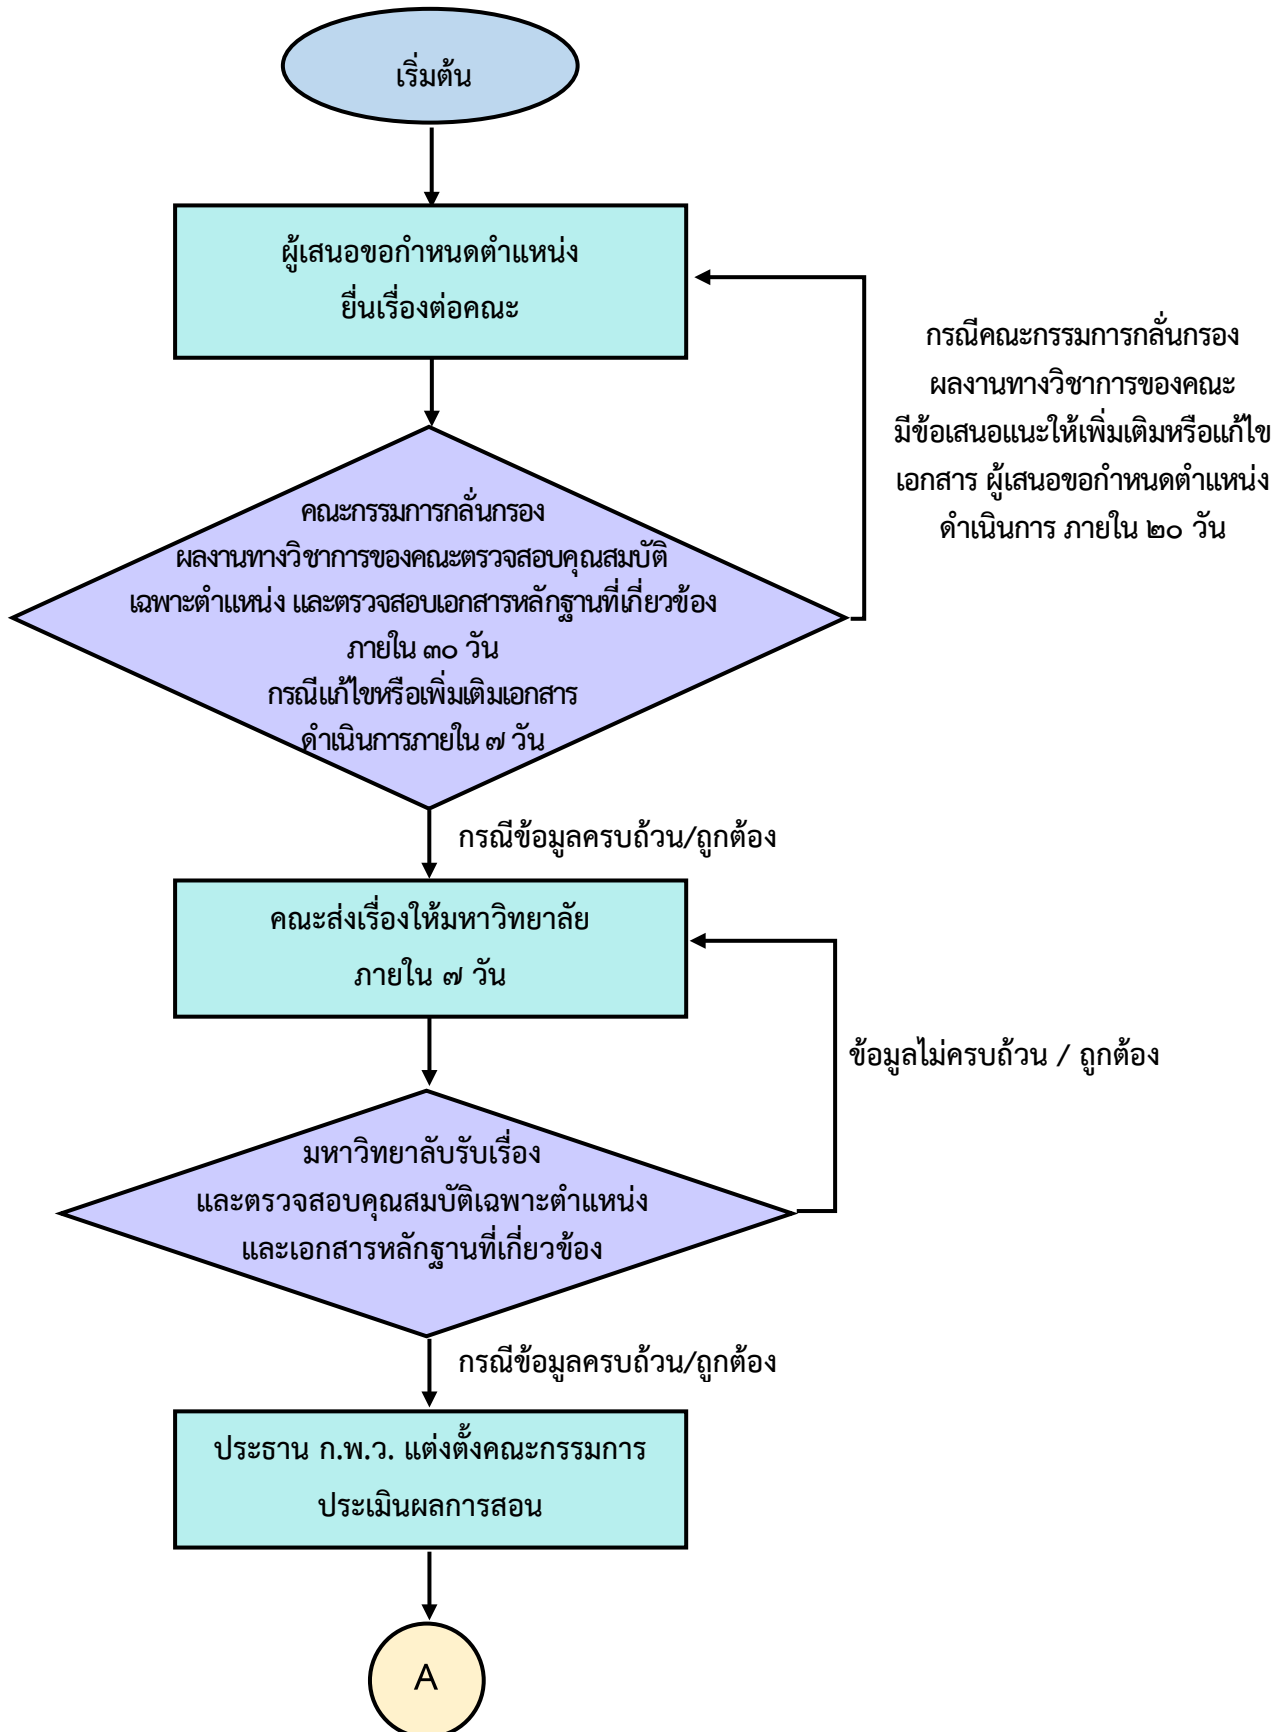 เริ่มต้น
ผู้เสนอขอกำหนดตำแหน่ง
ยื่นเรื่องต่อคณะ
กรณีคณะกรรมการกลั่นกรอง
ผลงานทางวิชาการของคณะ
มีข้อเสนอแนะให้เพิ่มเติมหรือแก้ไข
เอกสาร ผู้เสนอขอกำหนดตำแหน่ง
ดำเนินการ ภายใน ๒๐ วัน
คณะกรรมการกลั่นกรอง
ผลงานทางวิชาการของคณะตรวจสอบคุณสมบัติ
เฉพาะตำแหน่ง และตรวจสอบเอกสารหลักฐานที่เกี่ยวข้อง
ภายใน ๓๐ วัน
กรณีแก้ไขหรือเพิ่มเติมเอกสาร
ดำเนินการภายใน ๗ วัน
กรณีข้อมูลครบถ้วน/ถูกต้อง
คณะส่งเรื่องให้มหาวิทยาลัย
ภายใน ๗ วัน
ข้อมูลไม่ครบถ้วน / ถูกต้อง
มหาวิทยาลับรับเรื่อง
และตรวจสอบคุณสมบัติเฉพาะตำแหน่ง
และเอกสารหลักฐานที่เกี่ยวข้อง
กรณีข้อมูลครบถ้วน/ถูกต้อง
ประธาน ก.พ.ว. แต่งตั้งคณะกรรมการ
ประเมินผลการสอน
A